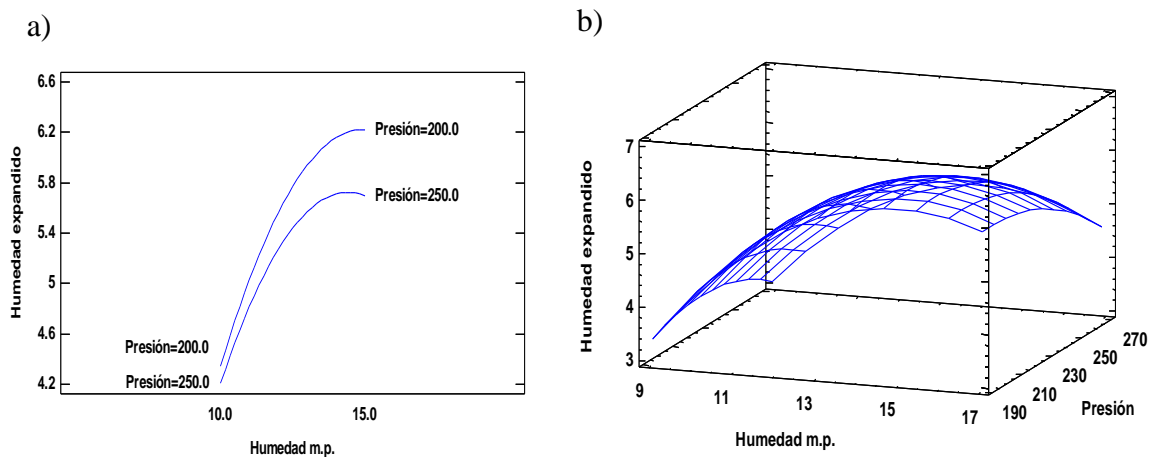 a)
6.6
6.2
5.8
5.4
5
4.6
4.2
Humedad expandido
Presión=200.0
Presión=250.0
Presión=200.0
Presión=250.0
10.0
15.0
Humedad m.p.
b)
7
6
5
4
3
Humedad expandido
9
11
13
15
17
Humedad m.p.
190
210
230
250
270
Presión